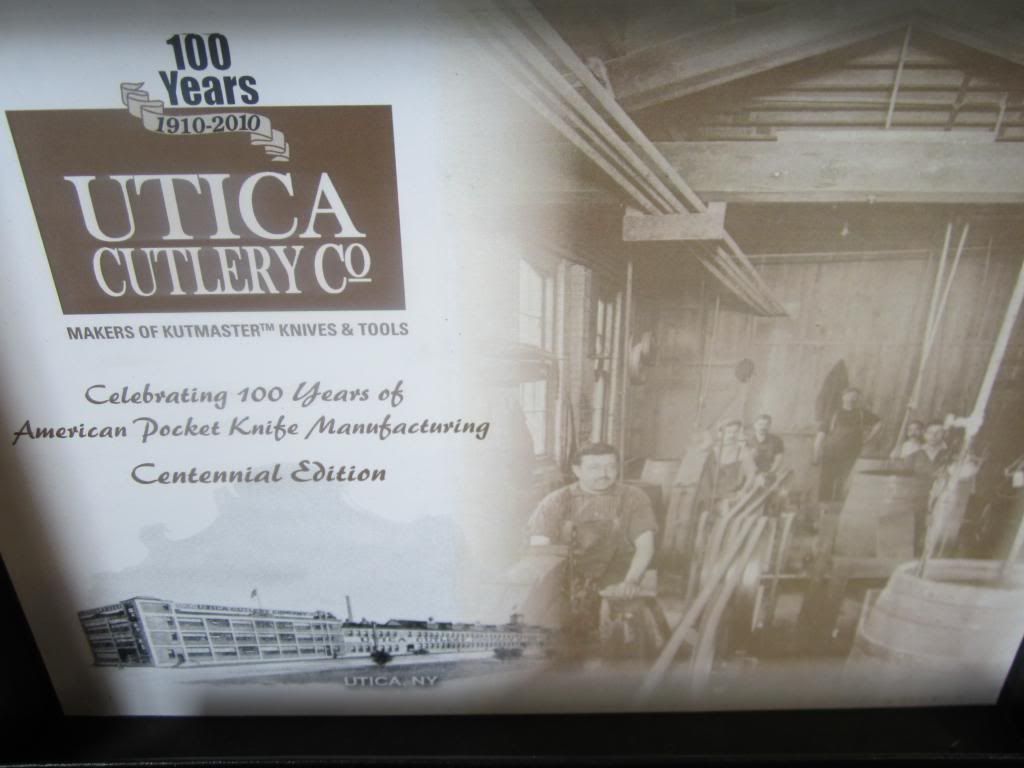 100
Years
1910-2010
UTICA
CUTLERY CO
MAKERS OF KUTMASTER™ KNIVES & TOOLS
Celebrating 100 Years of
American Pocket Knife Manufacturing
Centennial Edition
UTICA, NY